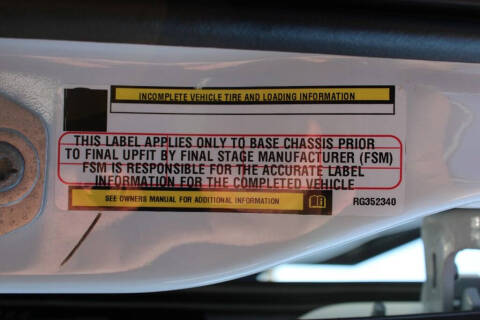 INCOMPLETE VEHICLE TIRE AND LOADING INFORMATION
THIS LABEL APPLIES ONLY TO BASE CHASSIS PRIOR
TO FINAL UPFIT BY FINAL STAGE MANUFACTURER (FSM)
FSM IS RESPONSIBLE FOR THE ACCURATE LABEL
INFORMATION FOR THE COMPLETED VEHICLE
SEE OWNERS MANUAL FOR ADDITIONAL INFORMATION
RG352340